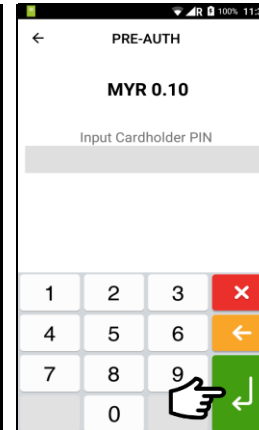 R 100% 11:
PRE-AUTH
MYR 0.10
Input Cardholder PIN
1 2 3
4 5 6
7 8 9
0